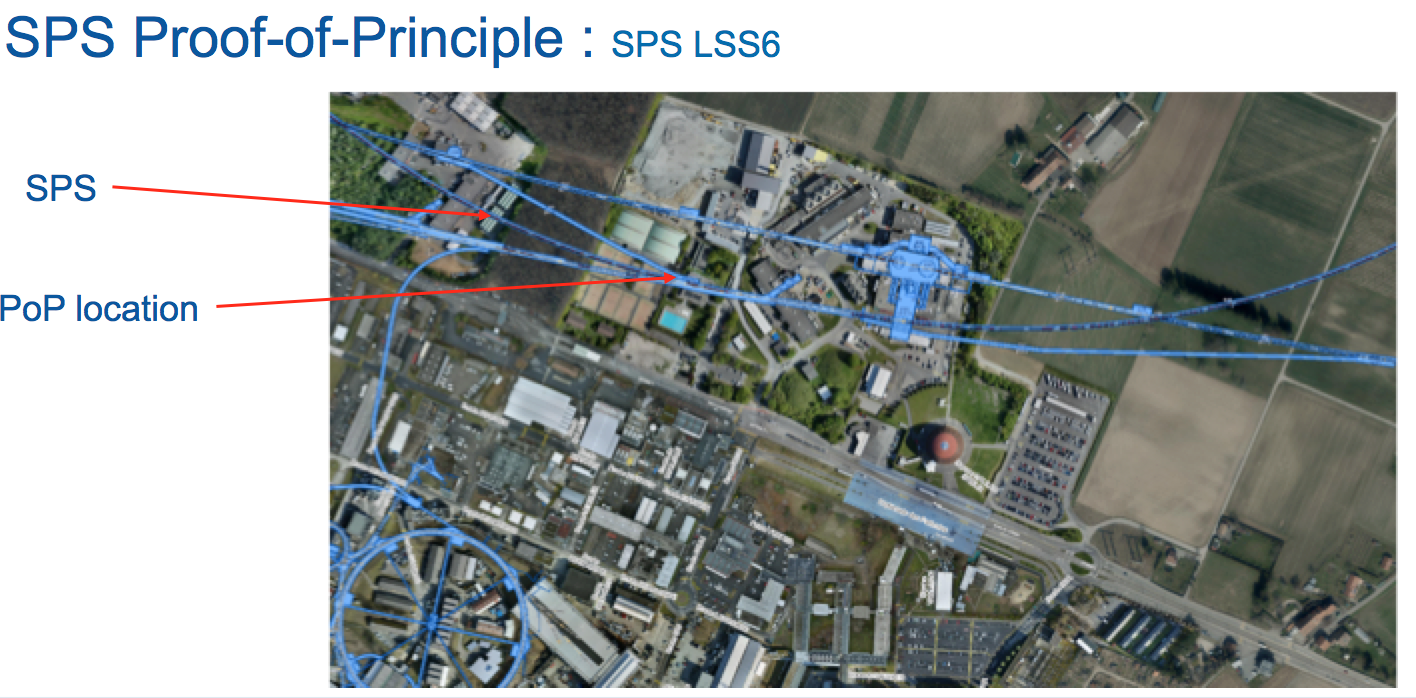 SPS Proof-of-Principle : SPS LSS6
SPS
PoP location